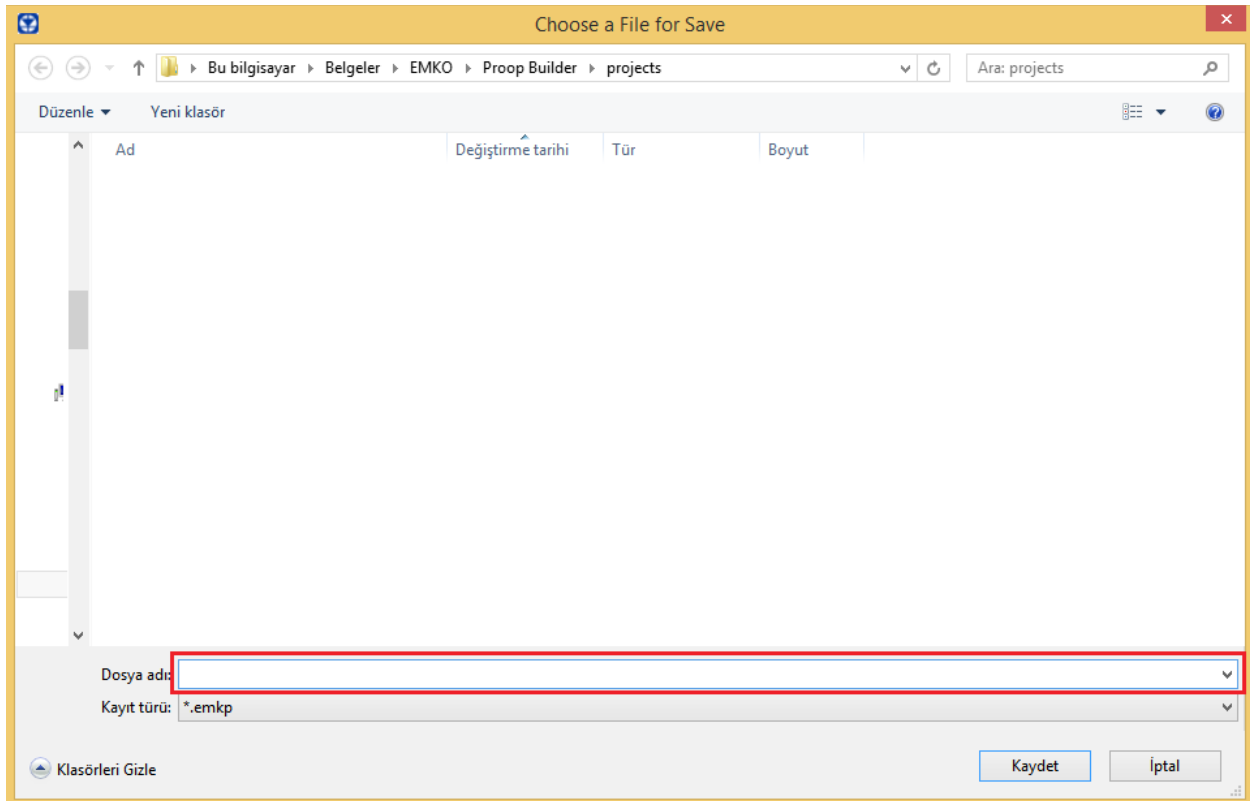 Choose a File for Save
Bu bilgisayar Belgeler EMKO Proop Builder projects Ara: projects
Düzenle Yeni klasör
Ad Değiştirme tarihi Tür Boyut
Dosya adı:
Kayıt türü: *.emkp
Klasörleri Gizle Kaydet İptal